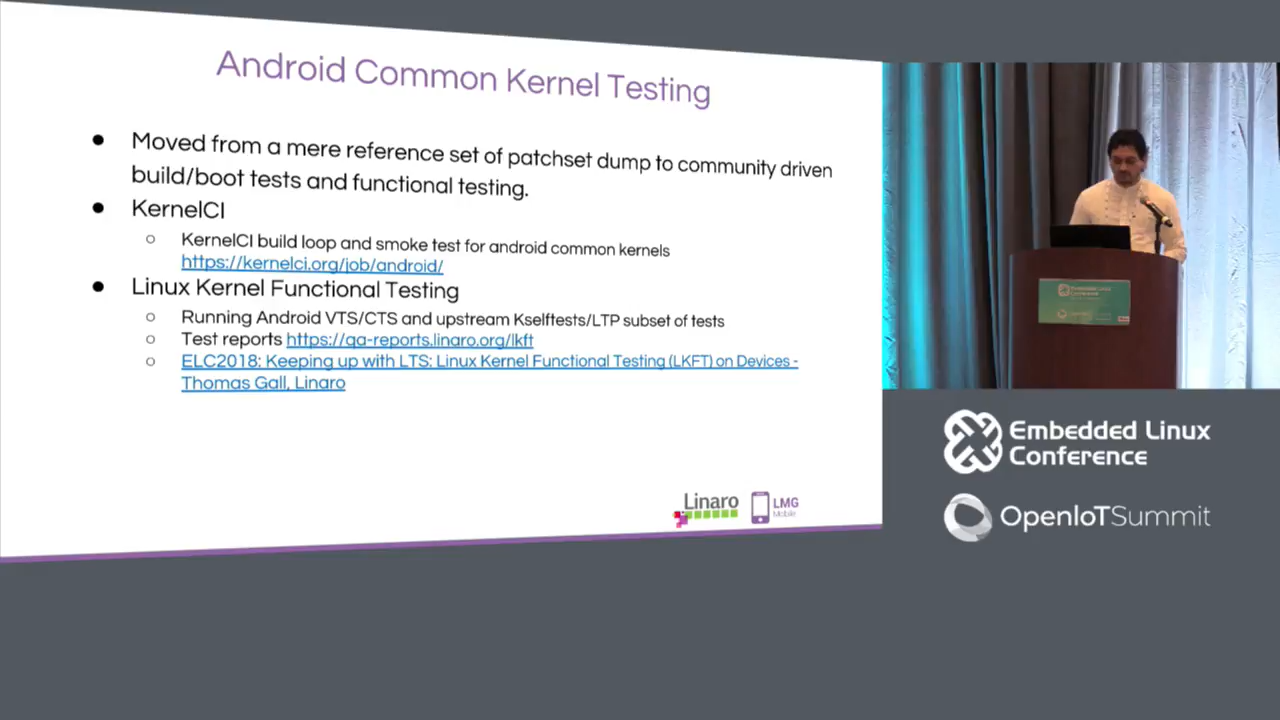 Android Common Kernel Testing
● Moved from a mere reference set of patchset dump to community driven
build/boot tests and functional testing.
● KernelCI
○ KernelCI build loop and smoke test for android common kernels
https://kernelci.org/job/android/
● Linux Kernel Functional Testing
○ Running Android VTS/CTS and upstream Kselftests/LTP subset of tests
○ Test reports https://qa-reports.linaro.org/lkft
○ ELC2018: Keeping up with LTS: Linux Kernel Functional Testing (LKFT) on Devices -
Thomas Gall, Linaro
Linaro
LMG
Mobile
Embedded Linux
Conference
Embedded Linux
Conference
OpenIoTSummit